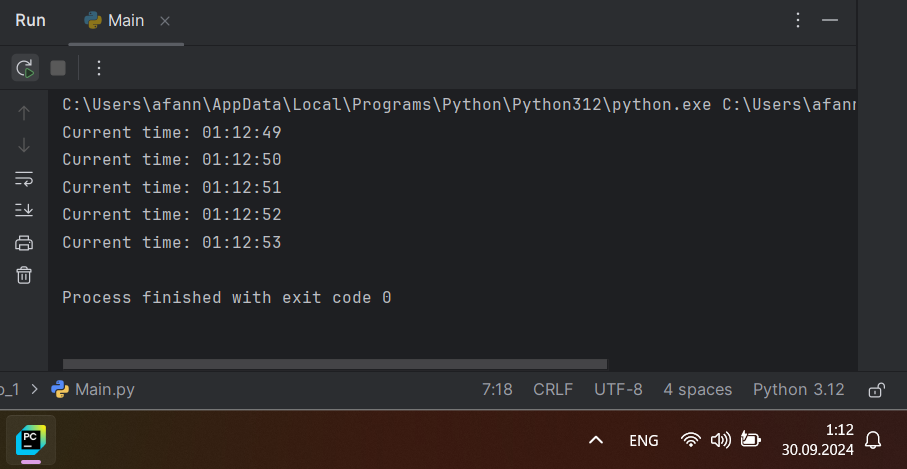 Run Main
C:\Users\afann\AppData\Local\Programs\Python\Python312\python.exe C:\Users\afann
Current time: 01:12:49
Current time: 01:12:50
Current time: 01:12:51
Current time: 01:12:52
Current time: 01:12:53
Process finished with exit code 0
_1 > Main.py 7:18 CRLF UTF-8 4 spaces Python 3.12
PC ENG 1:12
30.09.2024